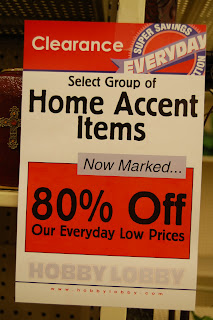 Clearance
SUPER SAVINGS
EVERYDAY
Select Group of
Home Accent
Items
Now Marked...
80% Off
Our Everyday Low Prices
HOBBY LOBBY
www.hobbylobby.com